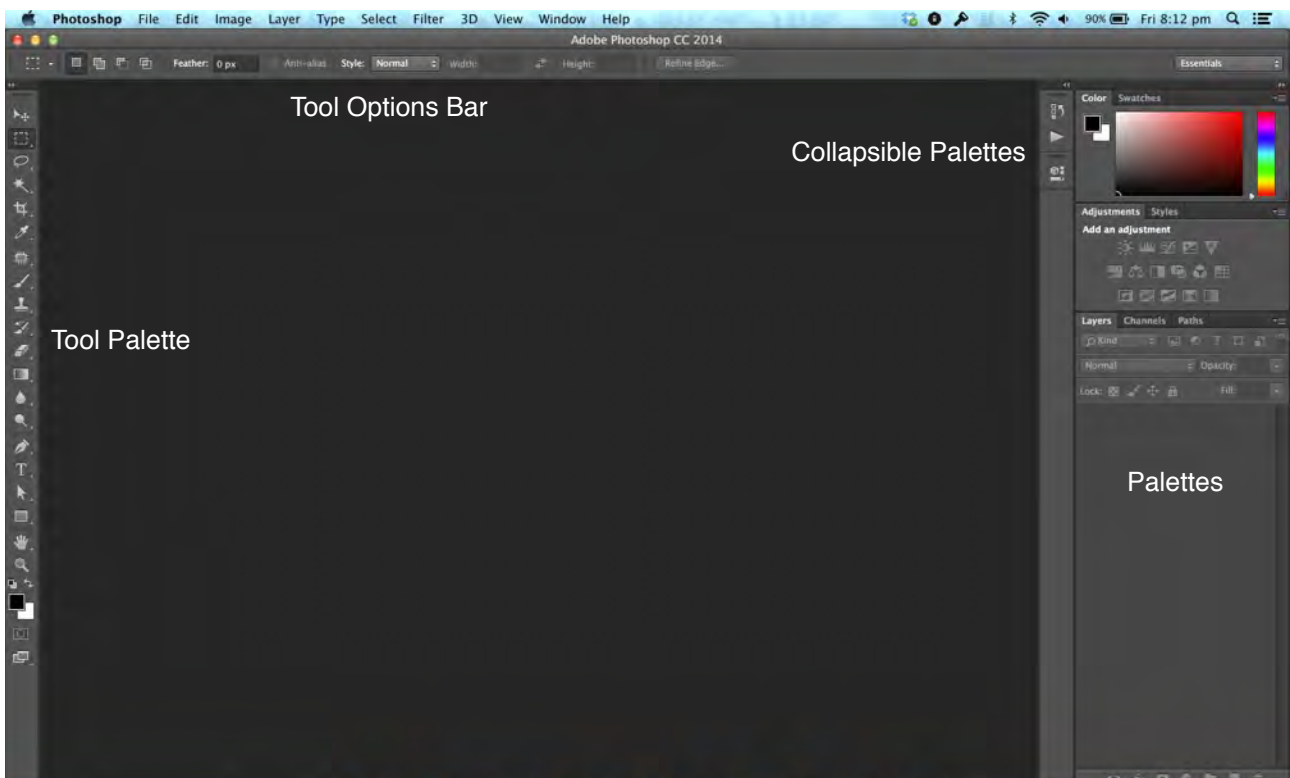 Photoshop File Edit Image Layer Type Select Filter 3D View Window Help 90% Fri 8:12 pm
Adobe Photoshop CC 2014
Feather: 0 px Anti-alias Style: Normal Width: Height: Refine Edge... Essentials
Tool Options Bar
Collapsible Palettes
Color Swatches
Adjustments Styles
Add an adjustment
Tool Palette
Layers Channels Paths
Kind
Normal Opacity:
Lock: Fill:
Palettes